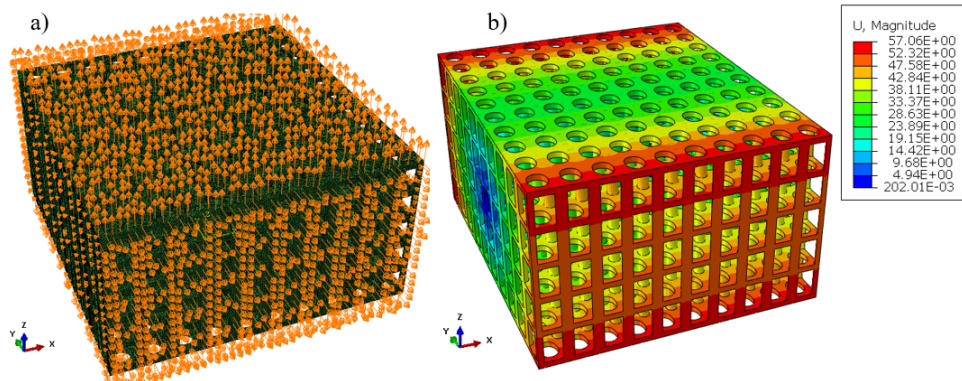 a)
b)
U, Magnitude
57.06E+00
52.32E+00
47.58E+00
42.84E+00
38.11E+00
33.37E+00
28.63E+00
23.89E+00
19.15E+00
14.42E+00
9.68E+00
4.94E+00
202.01E-03
Z
Y
X
Z
Y
X